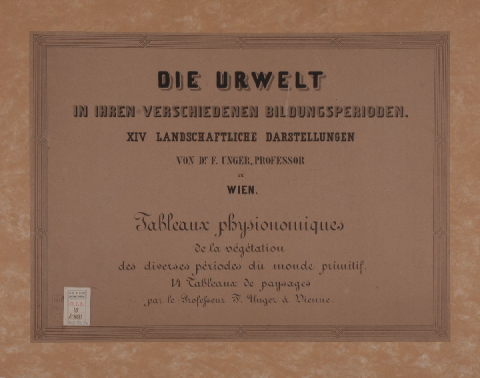 DIE URWELT
IN IHREN VERSCHIEDENEN BILDUNGSPERIODEN.
XIV LANDSCHAFTLICHE DARSTELLUNGEN
VON Dr. F. UNGER, PROFESSOR
IN
WIEN.
Tableaux physionomiques
de la végétation
des diverses périodes du monde primitif.
14 Tableaux de paysages
par le Professeur F. Unger à Vienne.